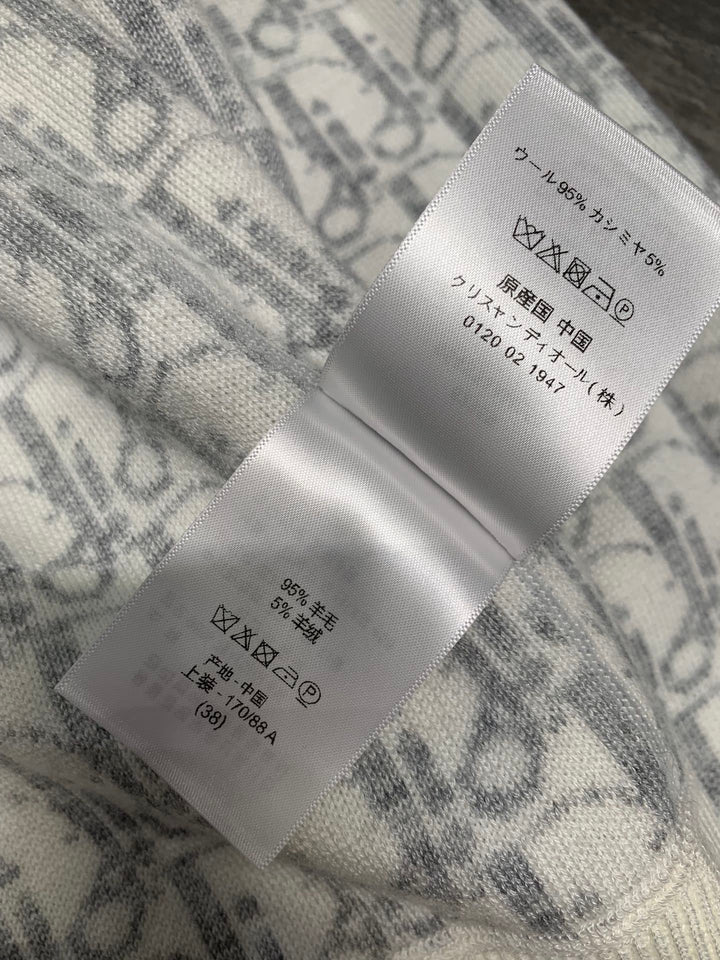 ウール95% カシミヤ5%
P
原産国 中国
クリスャンディオール(株)
0120 02 1947
95% 羊毛
5% 羊绒
P
产地 - 中国
上装 - 170/88 A
(38)